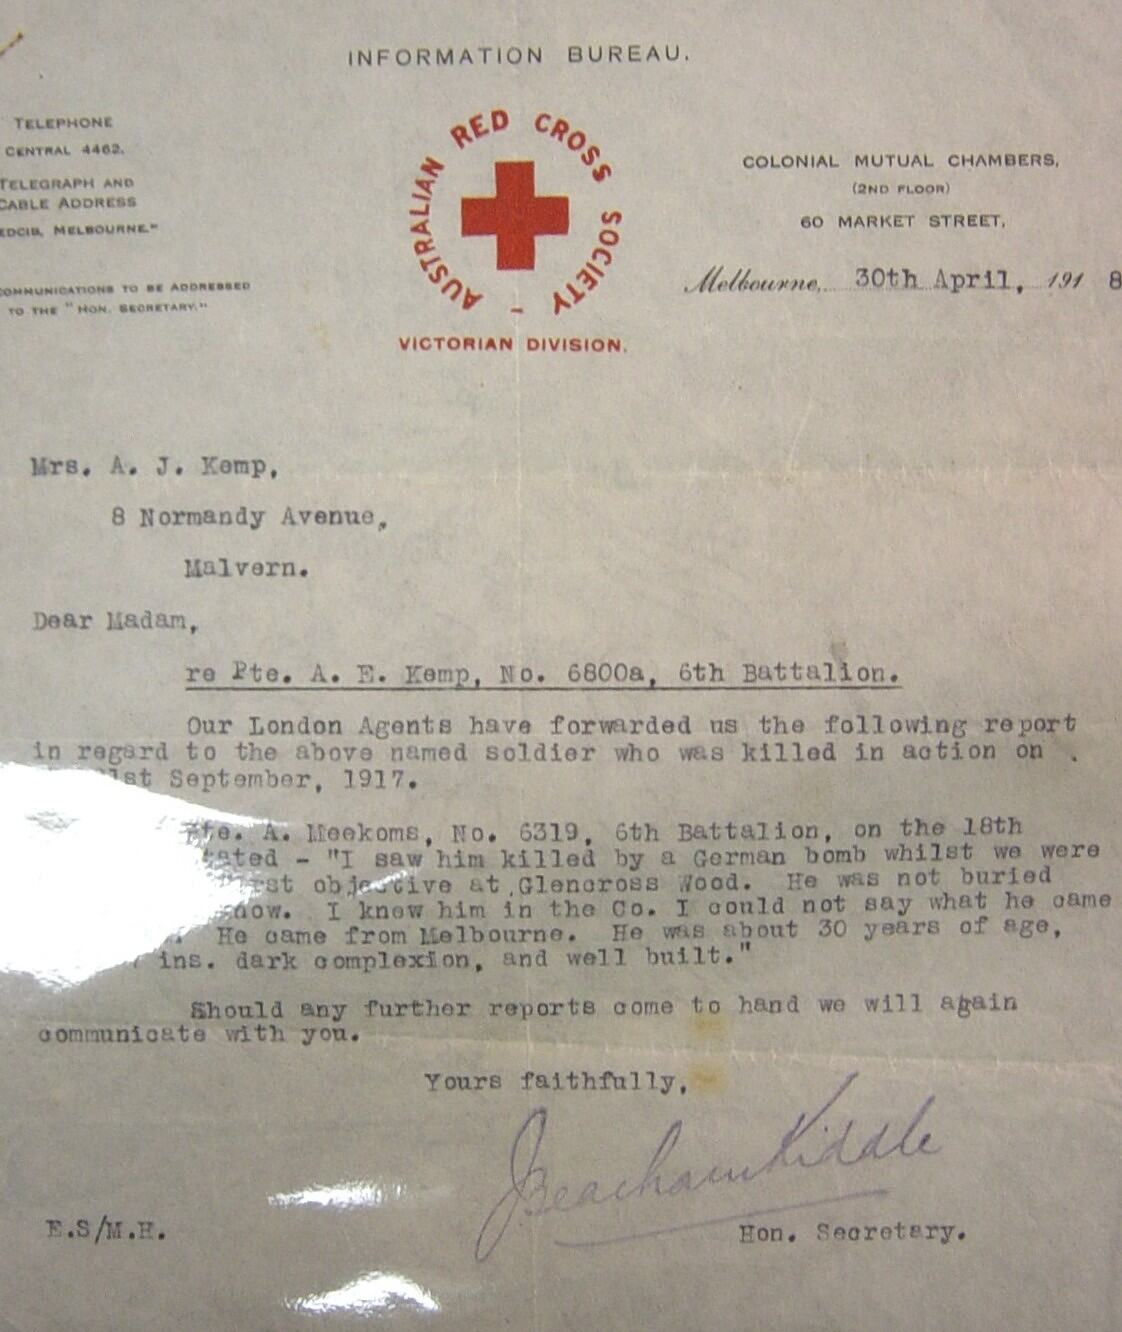 INFORMATION BUREAU.
TELEPHONE
CENTRAL 4462.
TELEGRAPH AND
CABLE ADDRESS
EDCIB, MELBOURNE."
COMMUNICATIONS TO BE ADDRESSED
TO THE "HON. SECRETARY."
AUSTRALIAN RED CROSS SOCIETY -
VICTORIAN DIVISION.
COLONIAL MUTUAL CHAMBERS,
(2ND FLOOR)
60 MARKET STREET,
Melbourne, 30th April, 1918
Mrs. A. J. Kemp,
8 Normandy Avenue,
Malvern.
Dear Madam,
re Pte. A. E. Kemp, No. 6800a, 6th Battalion.
Our London Agents have forwarded us the following report
in regard to the above named soldier who was killed in action on
1st September, 1917.
Pte. A. Meekoms, No. 6319, 6th Battalion, on the 18th
tated - "I saw him killed by a German bomb whilst we were
rst objective at Glencross Wood. He was not buried
now. I knew him in the Co. I could not say what he came
. He came from Melbourne. He was about 30 years of age,
ins. dark complexion, and well built."
Should any further reports come to hand we will again
communicate with you.
Yours faithfully,
JBeachamKiddle
E.S/M.H.
Hon. Secretary.